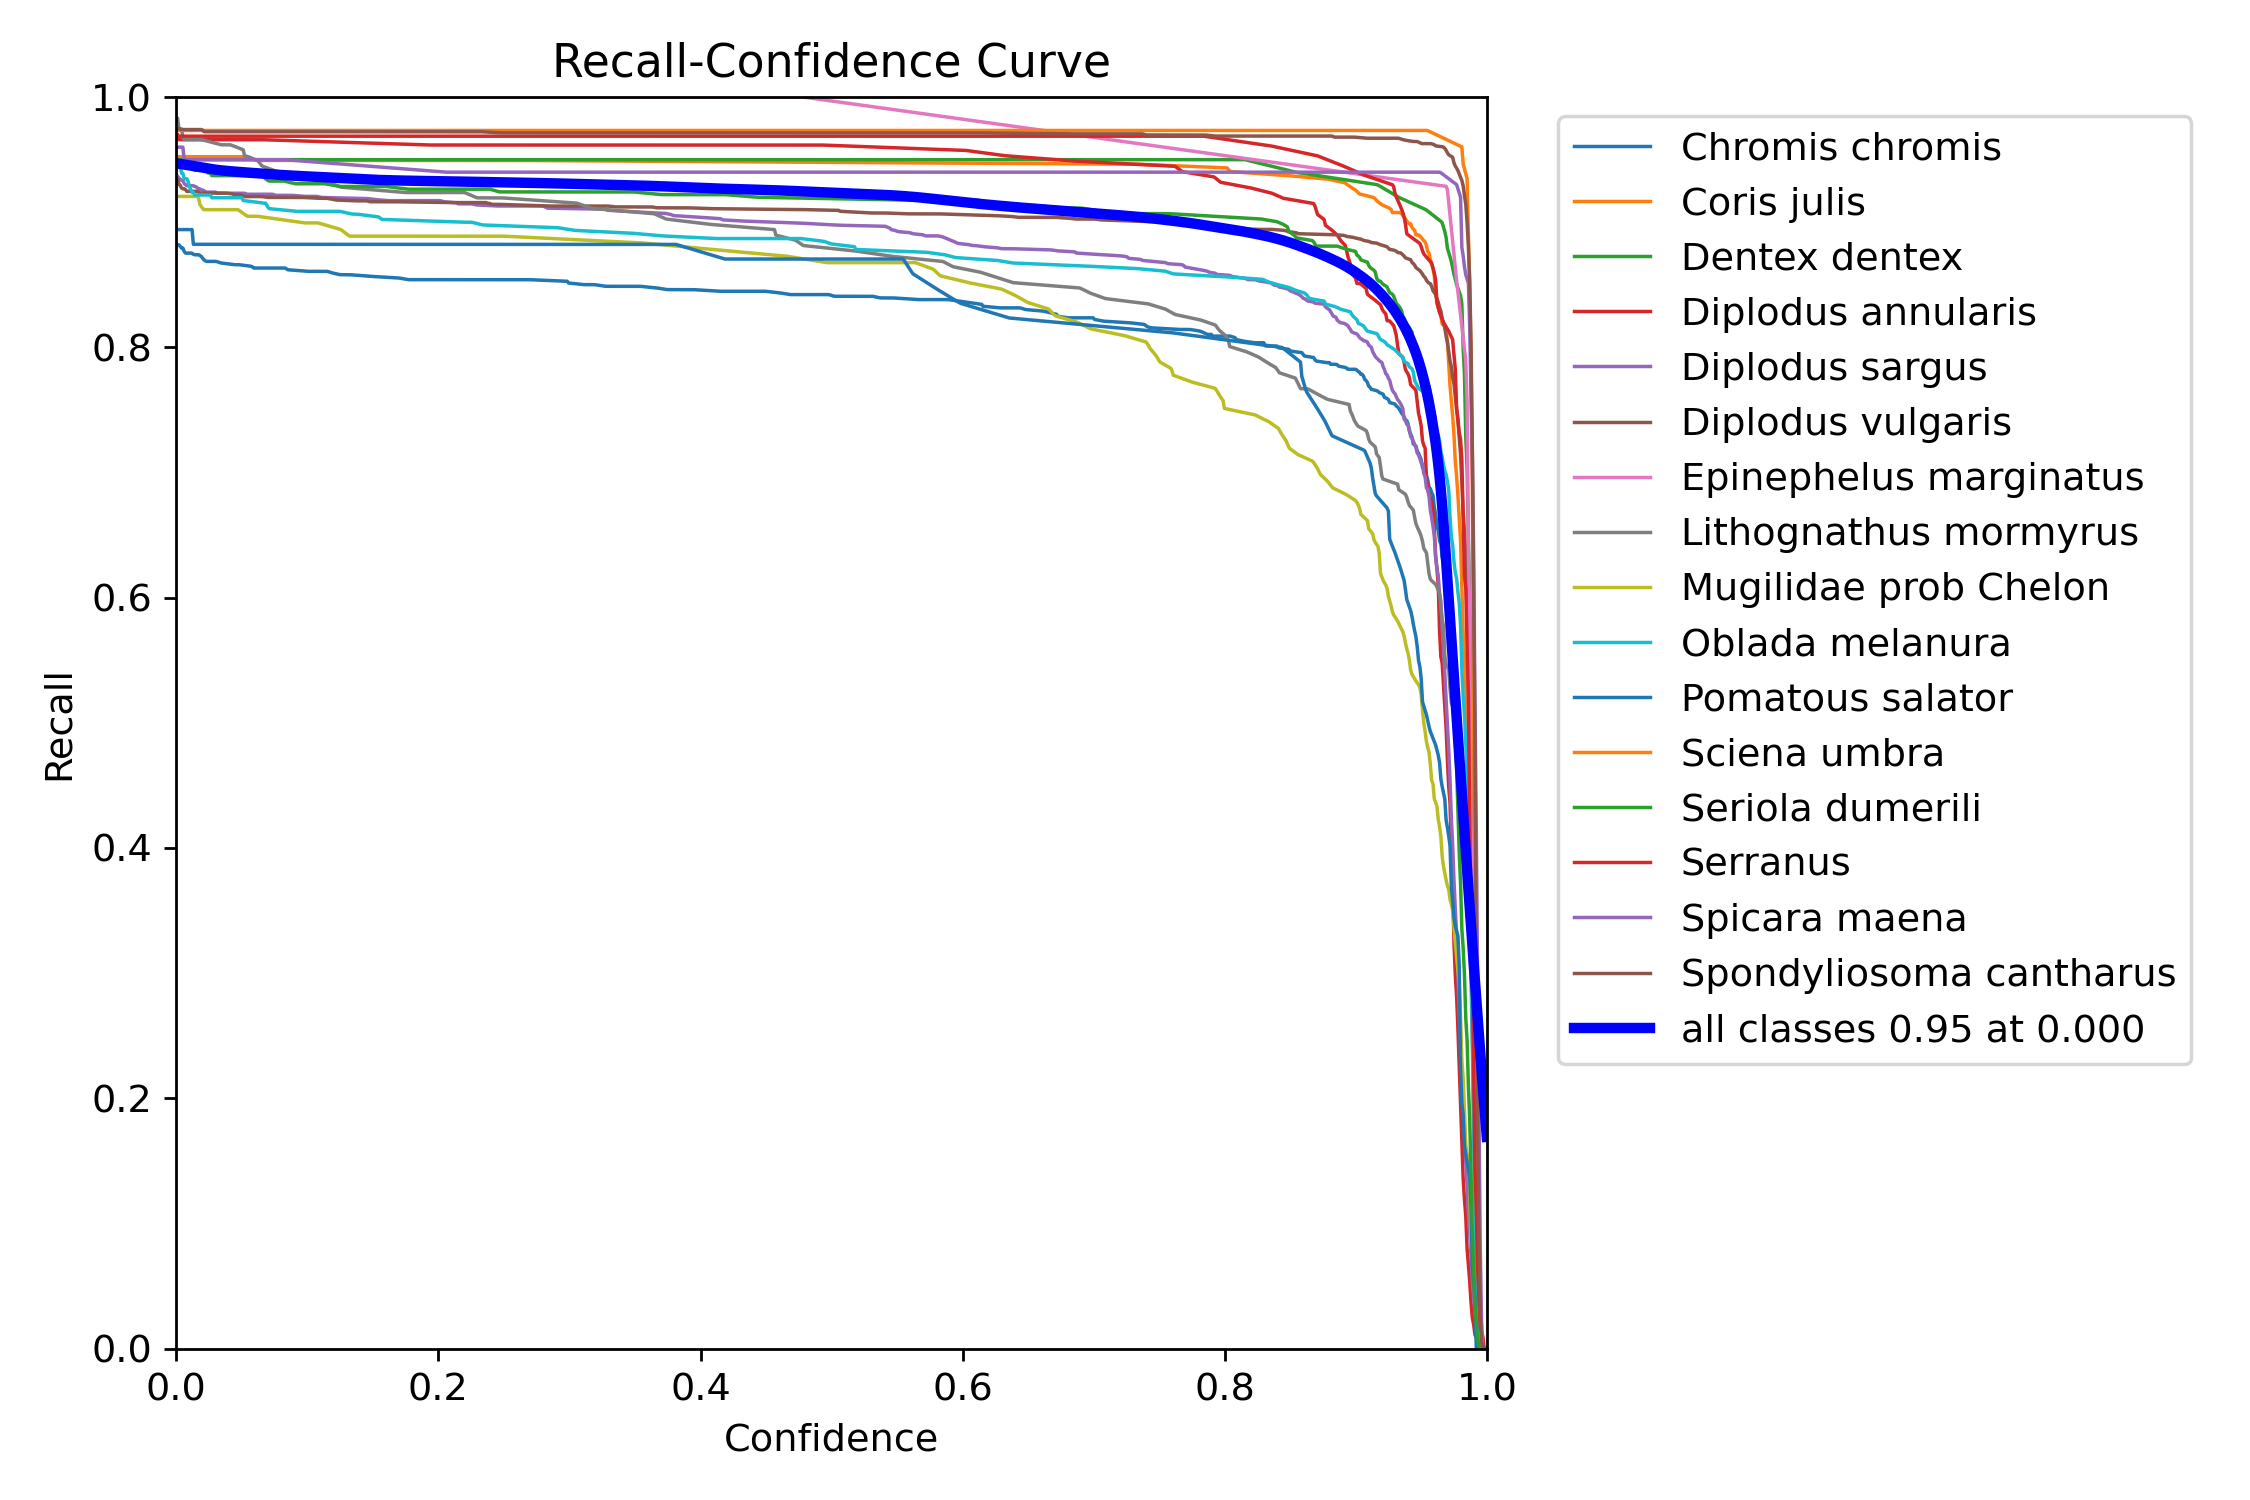 Recall-Confidence Curve
1.0
0.8
0.6
0.4
0.2
0.0
Recall
0.0 0.2 0.4 0.6 0.8 1.0
Confidence
Chromis chromis
Coris julis
Dentex dentex
Diplodus annularis
Diplodus sargus
Diplodus vulgaris
Epinephelus marginatus
Lithognathus mormyrus
Mugilidae prob Chelon
Oblada melanura
Pomatous salator
Sciena umbra
Seriola dumerili
Serranus
Spicara maena
Spondyliosoma cantharus
all classes 0.95 at 0.000